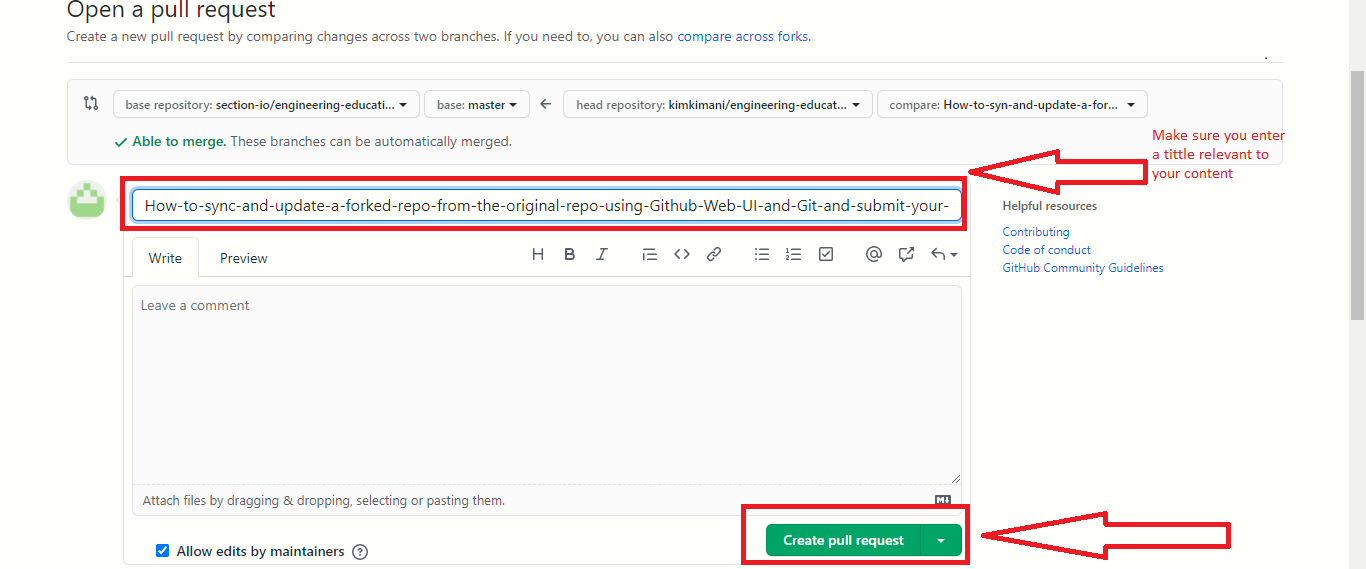 Open a pull request
Create a new pull request by comparing changes across two branches. If you need to, you can also compare across forks.
base repository: section-io/engineering-educati... base: master head repository: kimkimani/engineering-educat... compare: How-to-syn-and-update-a-for...
Able to merge. These branches can be automatically merged.
Make sure you enter
a tittle relevant to
your content
How-to-sync-and-update-a-forked-repo-from-the-original-repo-using-Github-Web-UI-and-Git-and-submit-your-
Helpful resources
Contributing
Code of conduct
GitHub Community Guidelines
Write Preview
Leave a comment
Attach files by dragging & dropping, selecting or pasting them.
Create pull request
Allow edits by maintainers